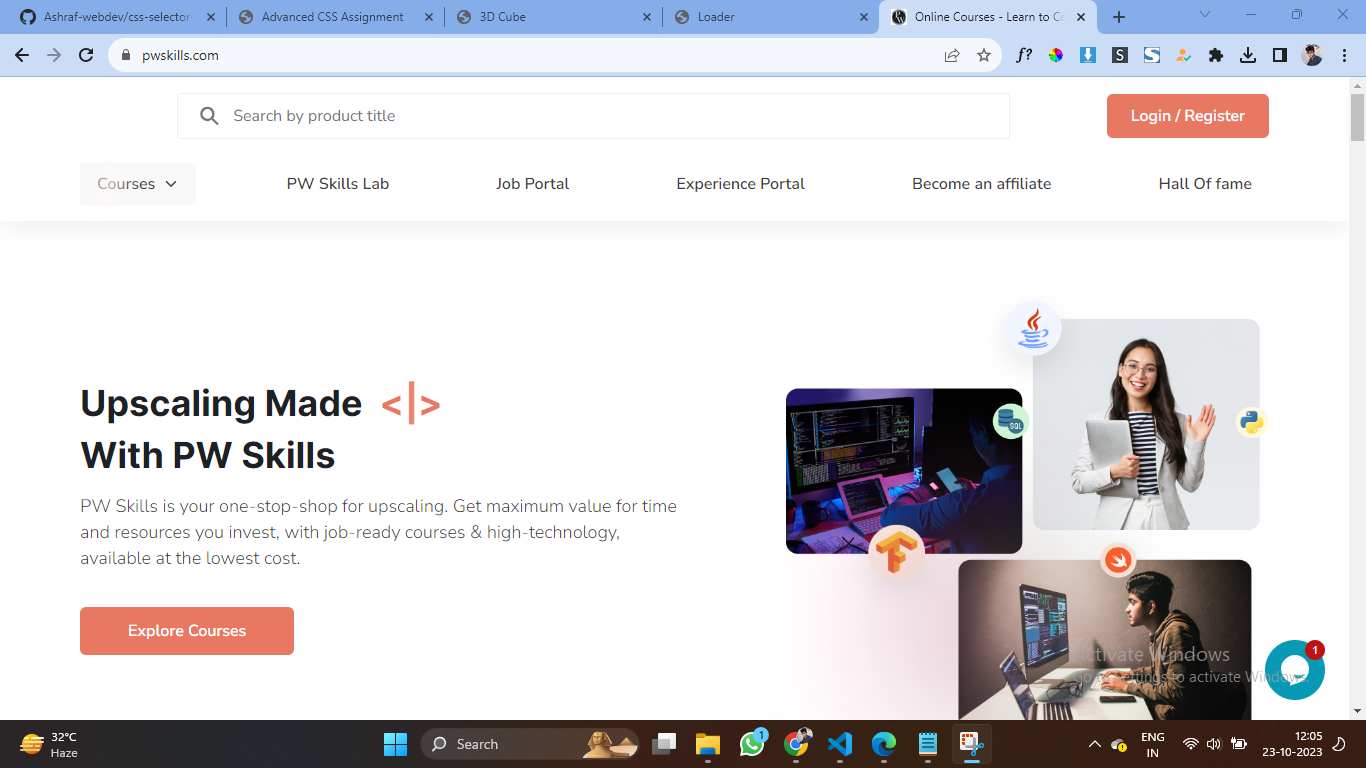 Ashraf-webdev/css-selector-
Advanced CSS Assignment
3D Cube
Loader
Online Courses - Learn to Co
pwskills.com
f?
S
S
Search by product title
Login / Register
Courses
PW Skills Lab
Job Portal
Experience Portal
Become an affiliate
Hall Of fame
Upscaling Made <|>
With PW Skills
PW Skills is your one-stop-shop for upscaling. Get maximum value for time
and resources you invest, with job-ready courses & high-technology,
available at the lowest cost.
Explore Courses
SQL
1
Activate Windows
Go to Settings to activate Windows.
32°C
Haze
Search
1
ENG
IN
12:05
23-10-2023